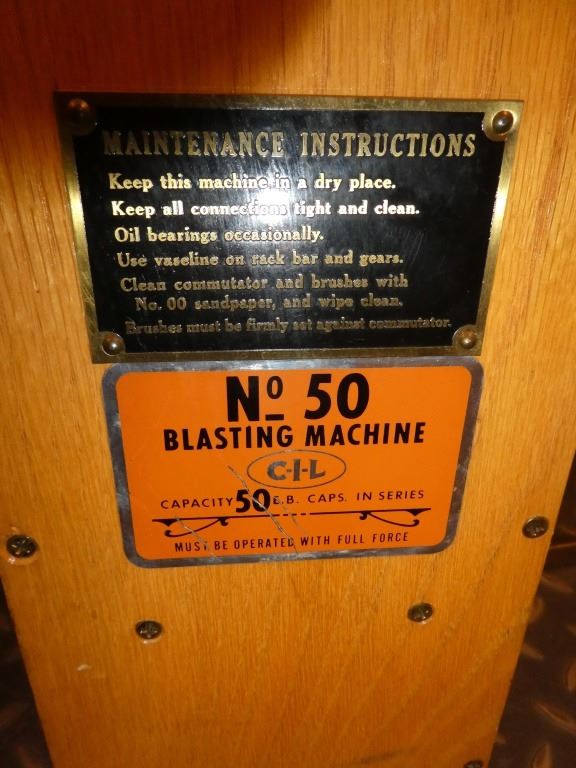 MAINTENANCE INSTRUCTIONS
Keep this machine in a dry place.
Keep all connections tight and clean.
Oil bearings occasionally.
Use vaseline on rack bar and gears.
Clean commutator and brushes with
No. 00 sandpaper, and wipe clean.
Brushes must be firmly set against commutator.
No 50
BLASTING MACHINE
C-I-L
CAPACITY 50 E.B. CAPS. IN SERIES
MUST BE OPERATED WITH FULL FORCE